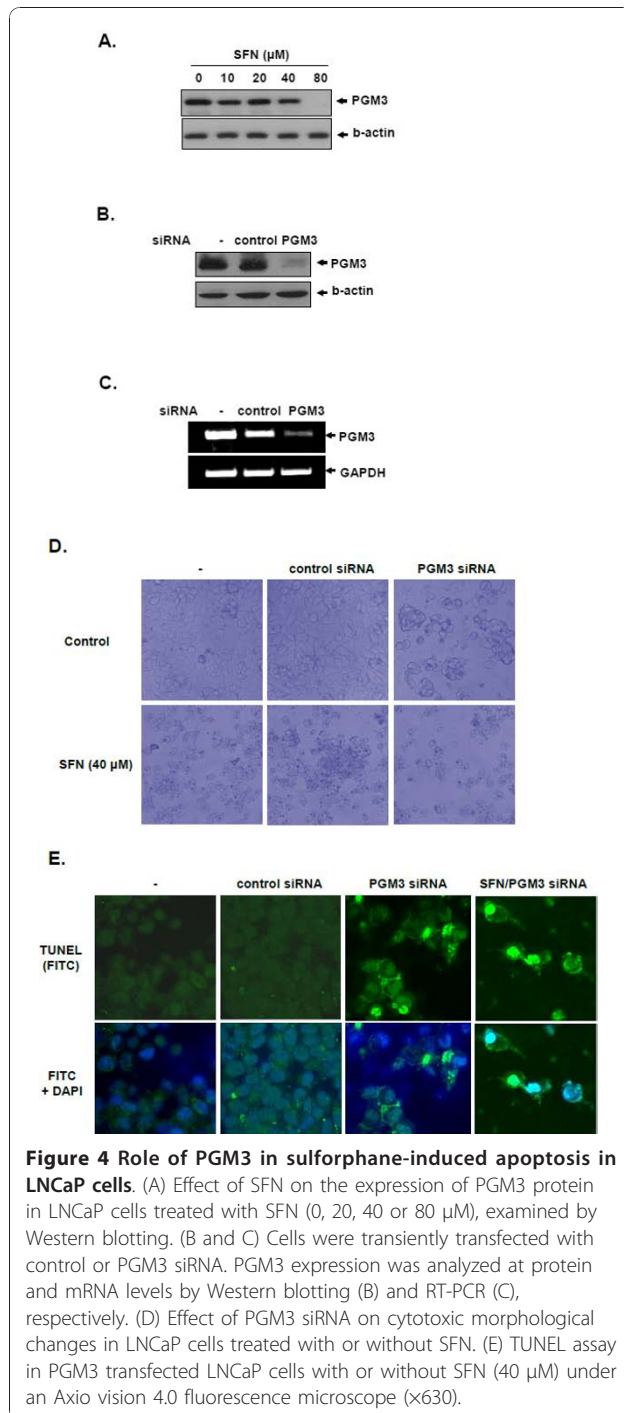 A.
SFN (µM)
0 10 20 40 80
PGM3
b-actin
B.
siRNA - control PGM3
PGM3
b-actin
C.
siRNA - control PGM3
PGM3
GAPDH
D.
- control siRNA PGM3 siRNA
Control
SFN (40 µM)
E.
- control siRNA PGM3 siRNA SFN/PGM3 siRNA
TUNEL
(FITC)
FITC
+ DAPI
Figure 4 Role of PGM3 in sulforphane-induced apoptosis in
LNCaP cells. (A) Effect of SFN on the expression of PGM3 protein
in LNCaP cells treated with SFN (0, 20, 40 or 80 µM), examined by
Western blotting. (B and C) Cells were transiently transfected with
control or PGM3 siRNA. PGM3 expression was analyzed at protein
and mRNA levels by Western blotting (B) and RT-PCR (C),
respectively. (D) Effect of PGM3 siRNA on cytotoxic morphological
changes in LNCaP cells treated with or without SFN. (E) TUNEL assay
in PGM3 transfected LNCaP cells with or without SFN (40 µM) under
an Axio vision 4.0 fluorescence microscope (×630).